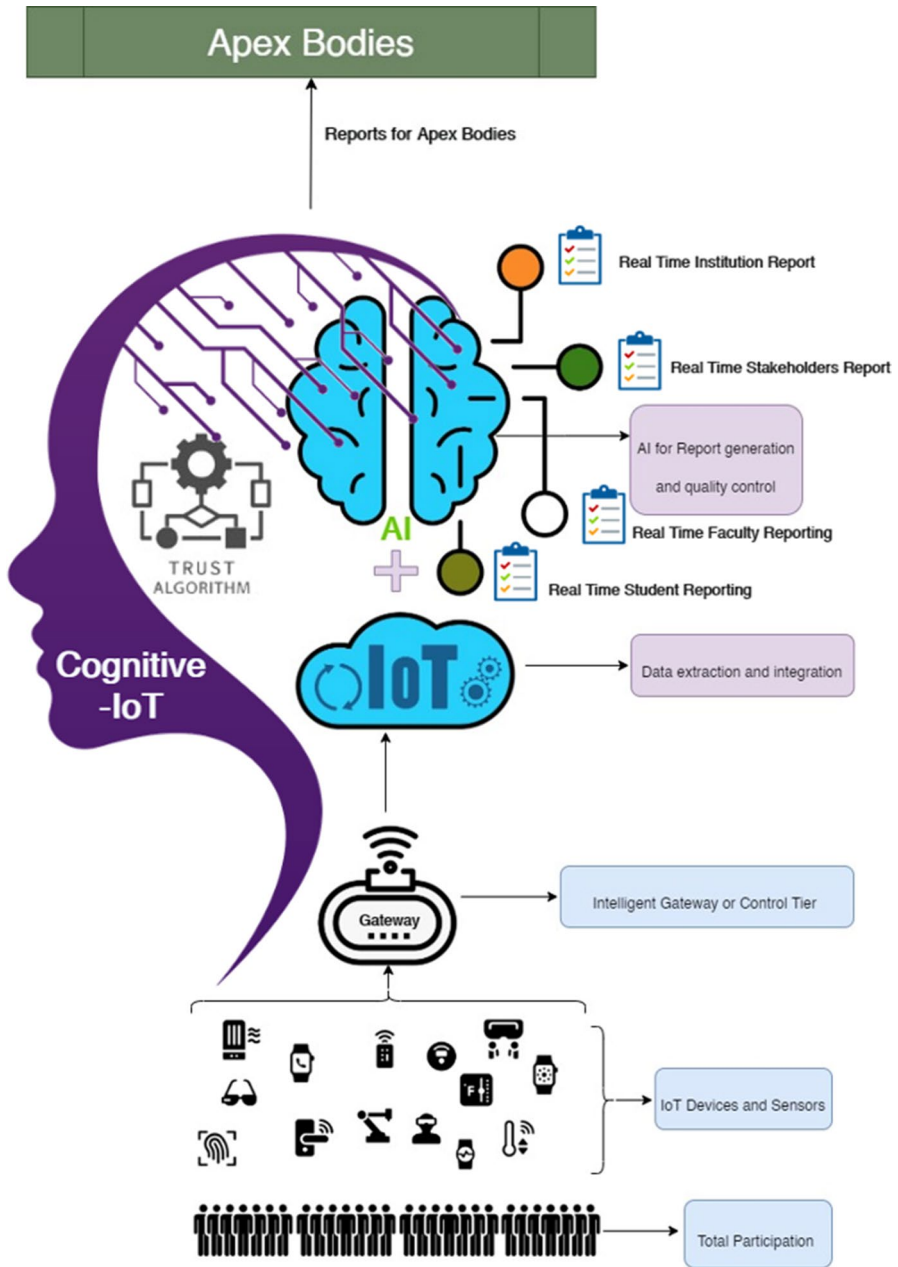 Apex Bodies
Reports for Apex Bodies
Real Time Institution Report
Real Time Stakeholders Report
AI for Report generation
and quality control
Real Time Faculty Reporting
AI
Real Time Student Reporting
TRUST
ALGORITHM
Cognitive
-IoT
IoT
Data extraction and integration
Gateway
Intelligent Gateway or Control Tier
°F
IoT Devices and Sensors
Total Participation